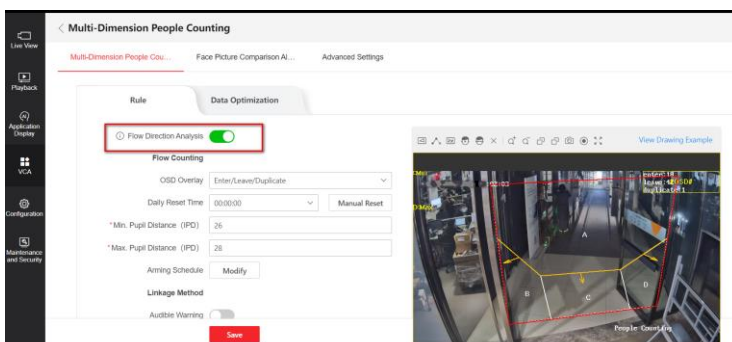 Multi-Dimension People Counting
Live View
Multi-Dimension People Cou...
Face Picture Comparison Al...
Advanced Settings
Playback
Rule
Data Optimization
Application
Display
Flow Direction Analysis
View Drawing Example
Flow Counting
VCA
OSD Overlay
Enter/Leave/Duplicate
Daily Reset Time
00:00:00
Manual Reset
Configuration
*Min. Pupil Distance (IPD)
26
A
*Max. Pupil Distance (IPD)
28
Maintenance
and Security
Arming Schedule
Modify
B
C
D
Linkage Method
Audible Warning
People Counting
Save